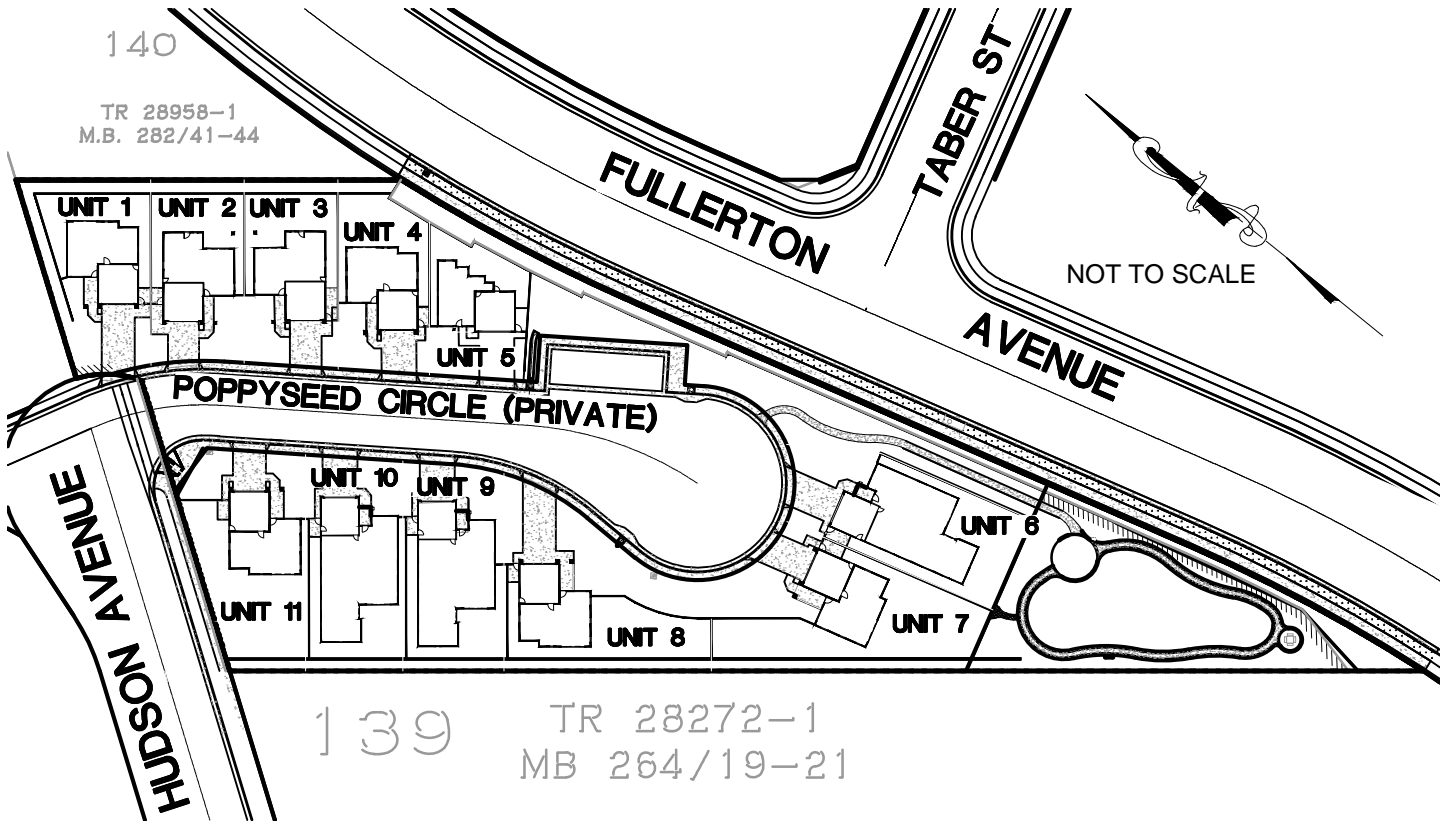 140
TR 28958-1
M.B. 282/41-44
TABER ST
FULLERTON
AVENUE
NOT TO SCALE
UNIT 1
UNIT 2
UNIT 3
UNIT 4
UNIT 5
POPPYSEED CIRCLE (PRIVATE)
UNIT 10
UNIT 9
UNIT 6
UNIT 11
UNIT 8
UNIT 7
HUDSON AVENUE
139
TR 28272-1
MB 264/19-21